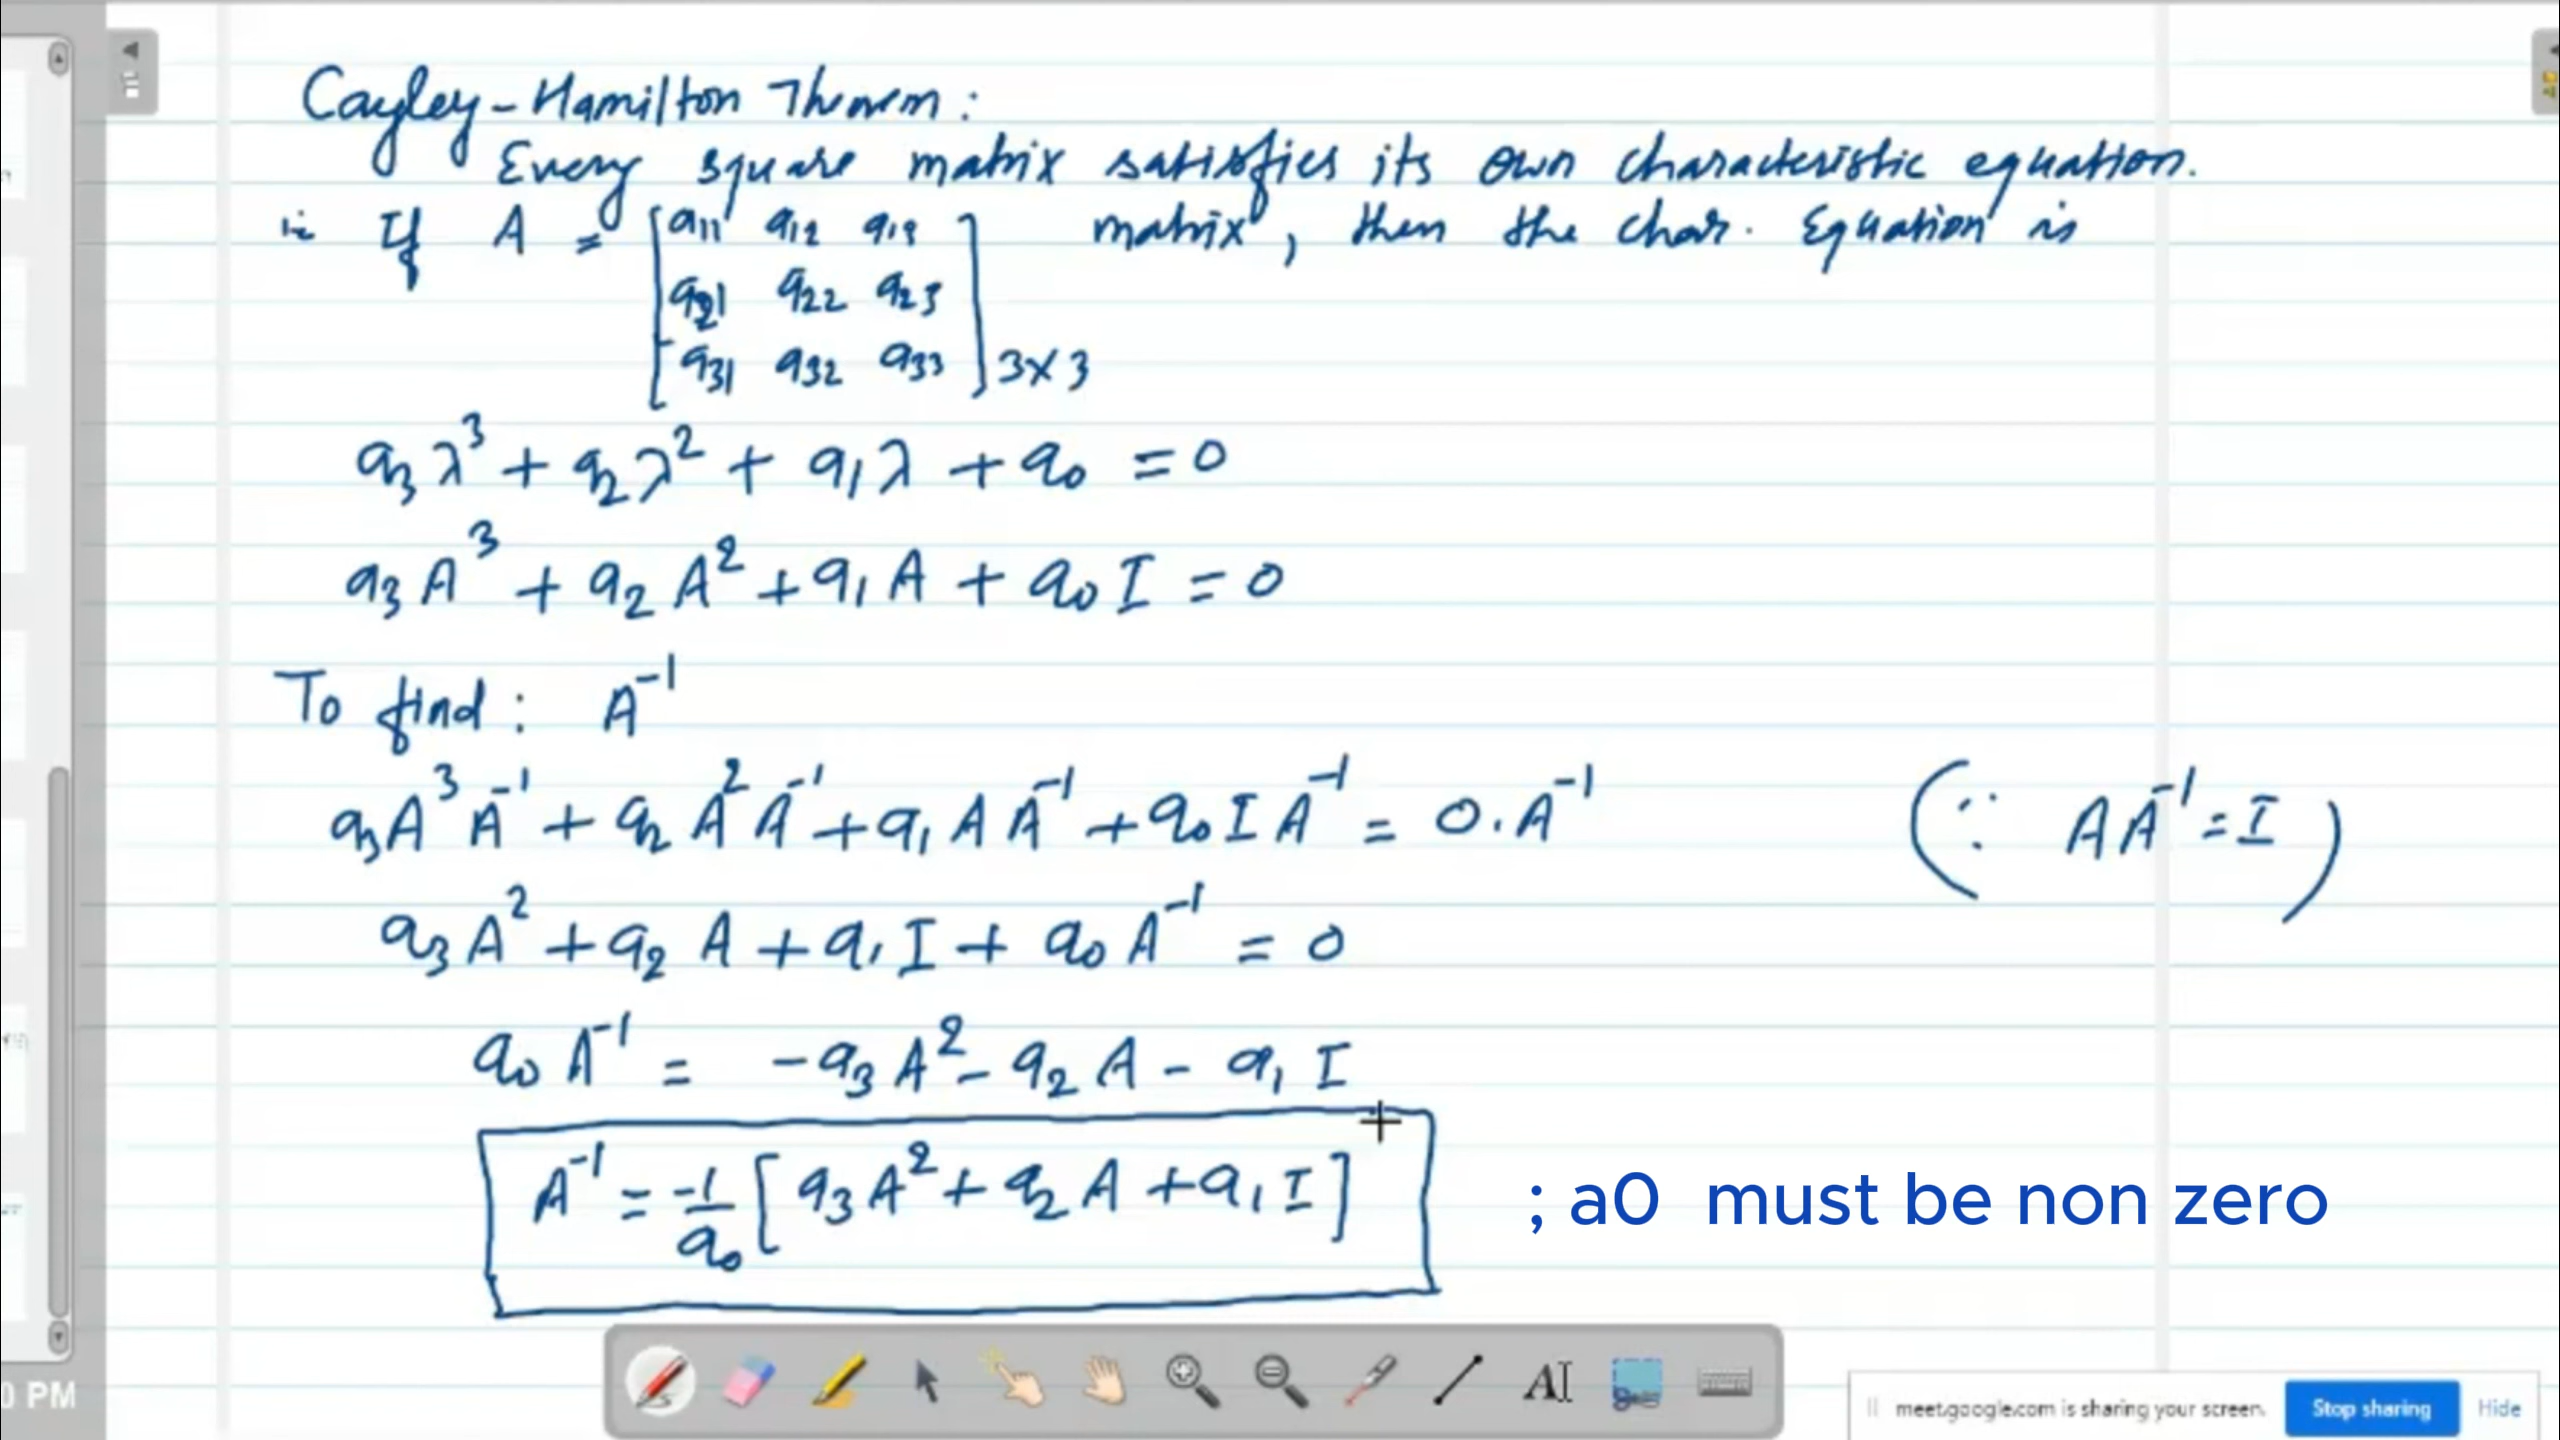 Cayley-Hamilton Theorem:
Every square matrix satisfies its own characteristic equation.
ie If A = [a11 a12 a13 matrix, then the char. Equation is
a21 a22 a23
a31 a32 a33] 3×3
a3λ³ + a2λ² + a1λ + a0 = 0
a3A³ + a2A² + a1A + a0I = 0
To find: A⁻¹
a3A³A⁻¹ + a2A²A⁻¹ + a1AA⁻¹ + a0IA⁻¹ = 0.A⁻¹ (∵ AA⁻¹ = I)
a3A² + a2A + a1I + a0A⁻¹ = 0
a0A⁻¹ = -a3A² - a2A - a1I
A⁻¹ = -1/a0 [a3A² + a2A + a1I] ; a0 must be non zero
0 PM
AI
meet.google.com is sharing your screen. Stop sharing Hide